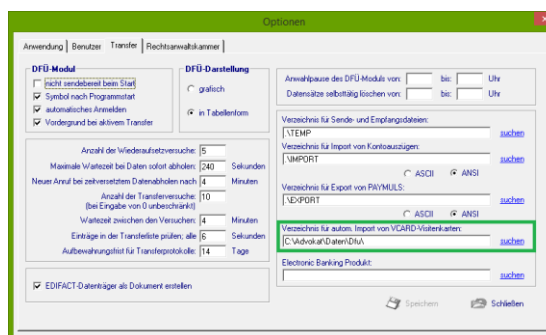 Optionen
Anwendung Benutzer Transfer Rechtsanwaltskammer
DFÜ-Modul
nicht sendebereit beim Start
Symbol nach Programmstart
automatisches Anmelden
Vordergrund bei aktivem Transfer
DFÜ-Darstellung
grafisch
in Tabellenform
Anzahl der Wiederaufsetzversuche: 5
Maximale Wartezeit bei Daten sofort abholen: 240 Sekunden
Neuer Anruf bei zeitversetztem Datenabholen nach 4 Minuten
Anzahl der Transferversuche: 10
(bei Eingabe von 0 unbeschränkt)
Wartezeit zwischen den Versuchen: 4 Minuten
Einträge in der Transferliste prüfen; alle 6 Sekunden
Aufbewahrungsfrist für Transferprotokolle: 14 Tage
EDIFACT-Datenträger als Dokument erstellen
Anwahlpause des DFÜ-Moduls von: bis: Uhr
Datensätze selbsttätig löschen von: bis: Uhr
Verzeichnis für Sende- und Empfangsdateien:
.\TEMP suchen
Verzeichnis für Import von Kontoauszügen:
.\IMPORT suchen
ASCII ANSI
Verzeichnis für Export von PAYMULS:
.\EXPORT suchen
ASCII ANSI
Verzeichnis für autom. Import von VCARD-Visitenkarten:
C:\Advokat\Daten\Dfu\ suchen
Electronic Banking Produkt:
suchen
Speichern Schließen